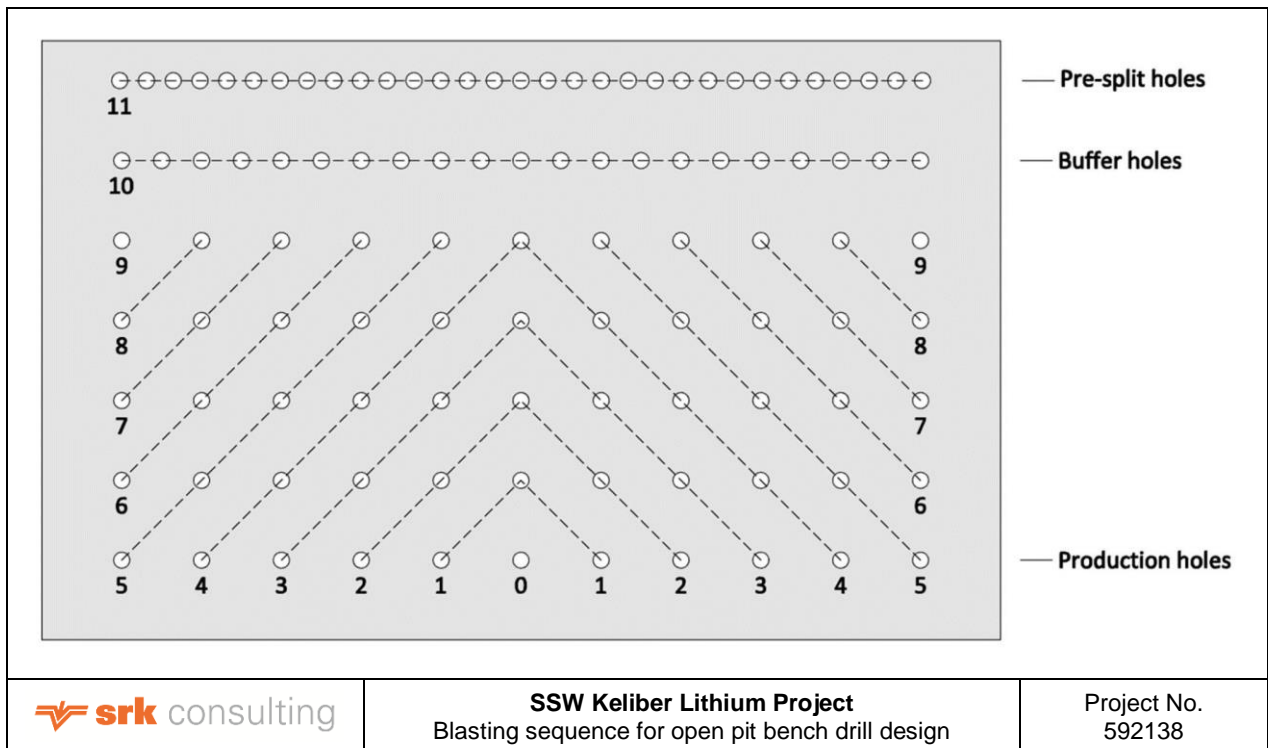 Pre-split holes
11
Buffer holes
10
9 9
8 8
7 7
6 6
Production holes
5 4 3 2 1 0 1 2 3 4 5
srk consulting
SSW Keliber Lithium Project
Blasting sequence for open pit bench drill design
Project No.
592138